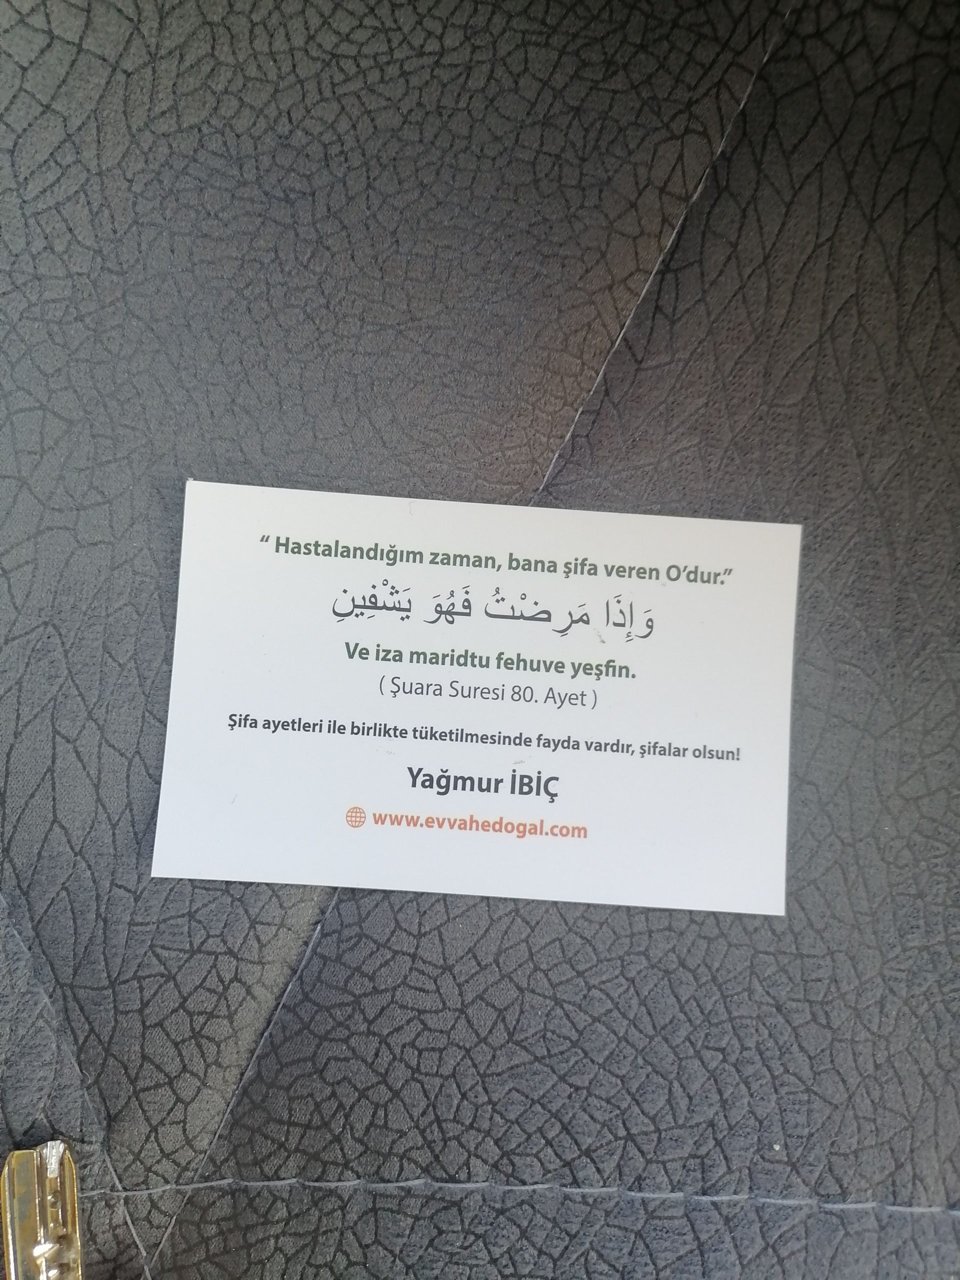 “ Hastalandığım zaman, bana şifa veren O’dur.”
وَإِذَا مَرِضْتُ فَهُوَ يَشْفِينِ
Ve iza maridtu fehuve yeşfin.
( Şuara Suresi 80. Ayet )
Şifa ayetleri ile birlikte tüketilmesinde fayda vardır, şifalar olsun!
Yağmur İBİÇ
www.evvahedogal.com